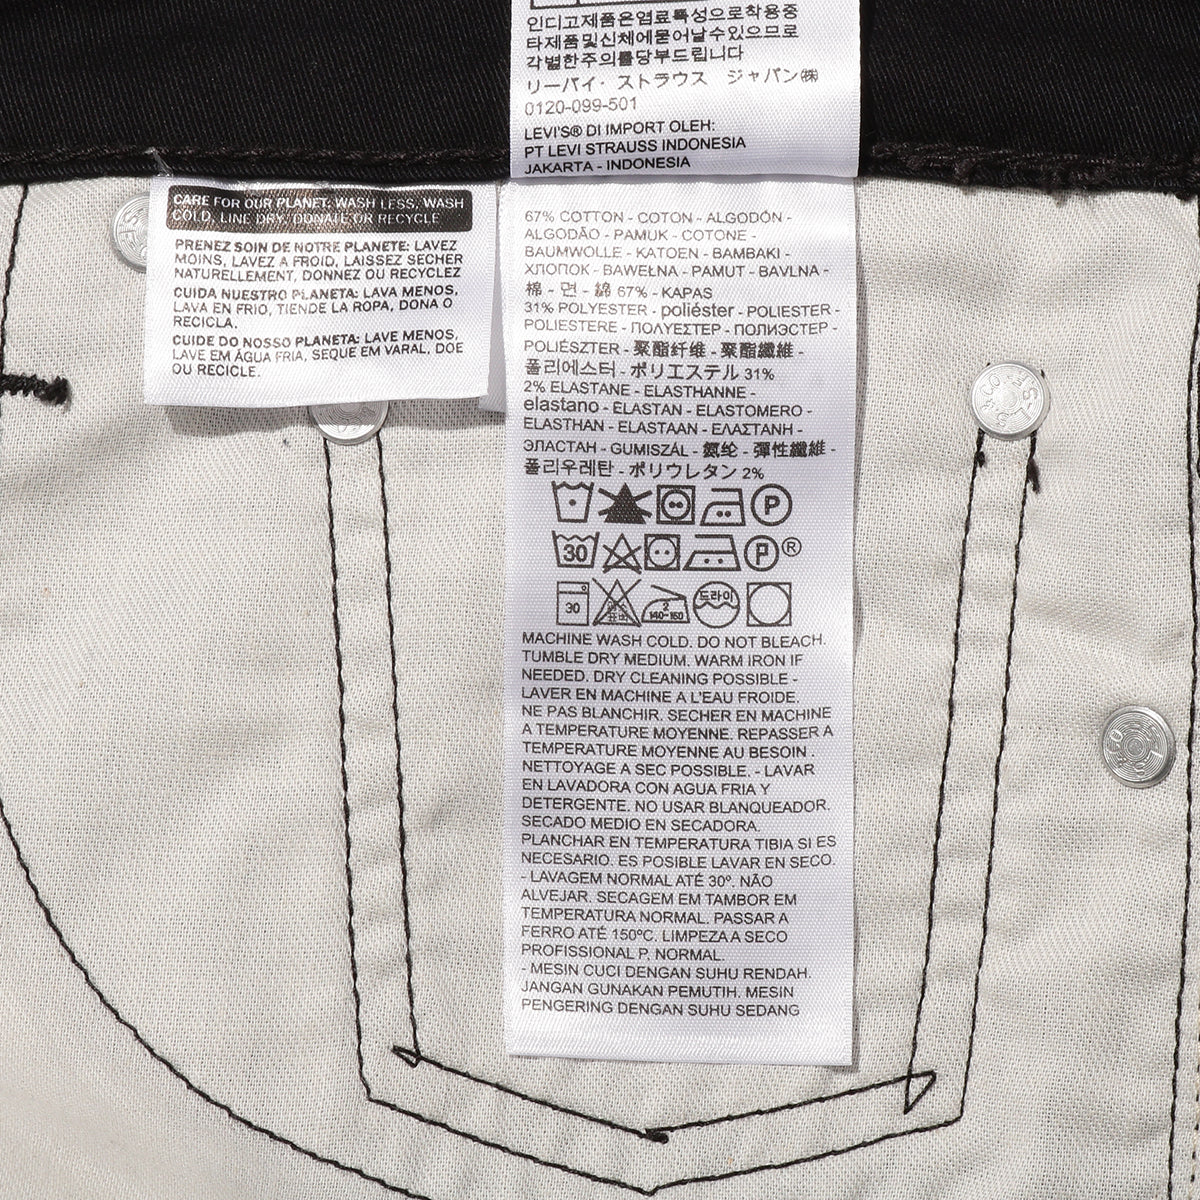 인디고제품은염료특성으로착용중
타제품및신체에묻어날수있으므로
각별한주의를당부드립니다
リーバイ・ストラウス ジャパン㈱
0120-099-501
LEVI'S® DI IMPORT OLEH:
PT LEVI STRAUSS INDONESIA
JAKARTA - INDONESIA
CARE FOR OUR PLANET: WASH LESS, WASH
COLD, LINE DRY, DONATE OR RECYCLE
PRENEZ SOIN DE NOTRE PLANETE: LAVEZ
MOINS, LAVEZ A FROID, LAISSEZ SECHER
NATURELLEMENT, DONNEZ OU RECYCLEZ
CUIDA NUESTRO PLANETA: LAVA MENOS,
LAVA EN FRIO, TIENDE LA ROPA, DONA O
RECICLA.
CUIDE DO NOSSO PLANETA: LAVE MENOS,
LAVE EM ÀGUA FRIA, SEQUE EM VARAL, DOE
OU RECICLE.
67% COTTON - COTON - ALGODÓN -
ALGODÃO - PAMUK - COTONE -
BAUMWOLLE - KATOEN - BAMBAKI -
ХЛОПОК - BAWEŁNA - PAMUT - BAVLNA -
棉 - 면 - 綿 67% - KAPAS
31% POLYESTER - poliéster - POLIESTER -
POLIESTERE - ΠΟΛΥΕΣΤΕΡ - ПОЛИЭСТЕР -
POLIÉSZTER - 聚酯纤维 - 聚酯纖維 -
폴리에스터 - ポリエステル 31%
2% ELASTANE - ELASTHANNE -
elastano - ELASTAN - ELASTOMERO -
ELASTHAN - ELASTAAN - ΕΛΑΣΤΑΝΗ -
ЭЛАСТАН - GUMISZÁL - 氨纶 - 彈性纖維 -
폴리우레탄 - ポリウレタン 2%
P
30 P ®
30 2 140-160 드라이
MACHINE WASH COLD. DO NOT BLEACH.
TUMBLE DRY MEDIUM. WARM IRON IF
NEEDED. DRY CLEANING POSSIBLE -
LAVER EN MACHINE A L'EAU FROIDE.
NE PAS BLANCHIR. SECHER EN MACHINE
A TEMPERATURE MOYENNE. REPASSER A
TEMPERATURE MOYENNE AU BESOIN .
NETTOYAGE A SEC POSSIBLE. - LAVAR
EN LAVADORA CON AGUA FRIA Y
DETERGENTE. NO USAR BLANQUEADOR.
SECADO MEDIO EN SECADORA.
PLANCHAR EN TEMPERATURA TIBIA SI ES
NECESARIO. ES POSIBLE LAVAR EN SECO.
- LAVAGEM NORMAL ATÉ 30º. NÃO
ALVEJAR. SECAGEM EM TAMBOR EM
TEMPERATURA NORMAL. PASSAR A
FERRO ATÉ 150ºC. LIMPEZA A SECO
PROFISSIONAL P, NORMAL.
- MESIN CUCI DENGAN SUHU RENDAH.
JANGAN GUNAKAN PEMUTIH. MESIN
PENGERING DENGAN SUHU SEDANG